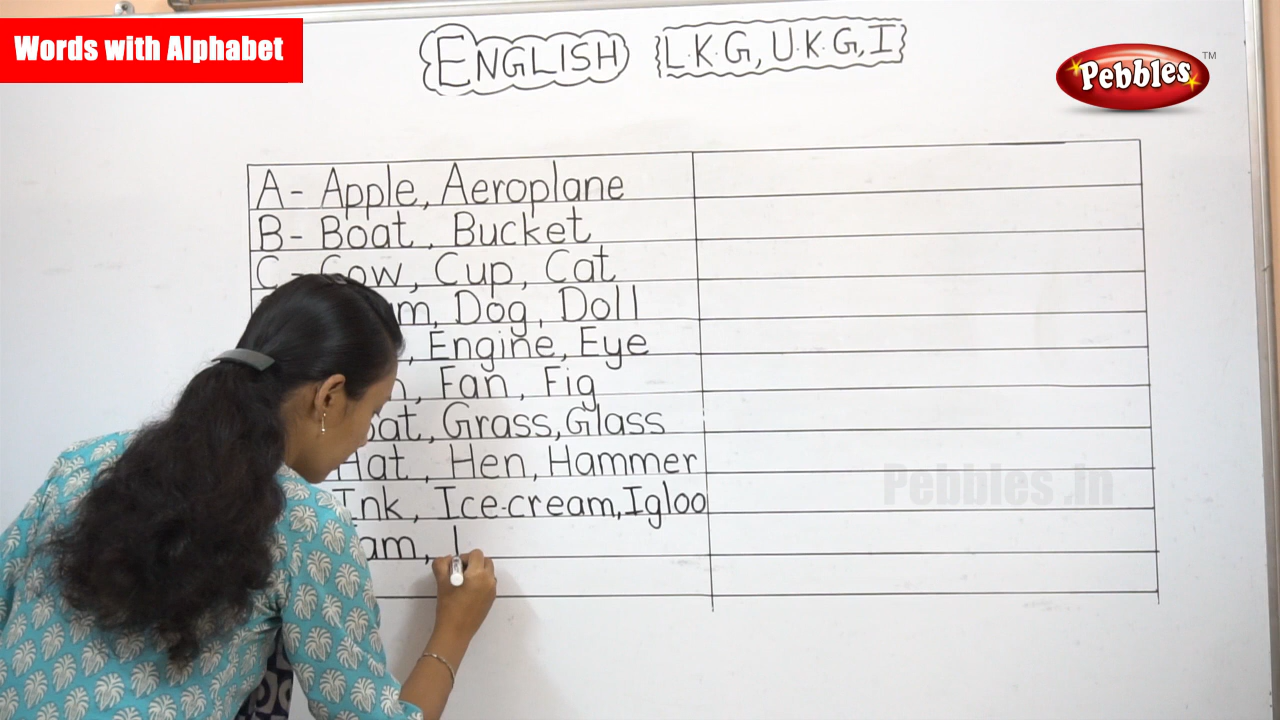 Words with Alphabet
ENGLISH L.K.G, U.K.G, I
Pebbles TM
A - Apple, Aeroplane
B - Boat, Bucket
C - Cow, Cup, Cat
Dog, Doll
, Engine, Eye
, Fan, Fig
, Grass, Glass
Hat, Hen, Hammer
Ink, Ice-cream, Igloo
Pebbles .in